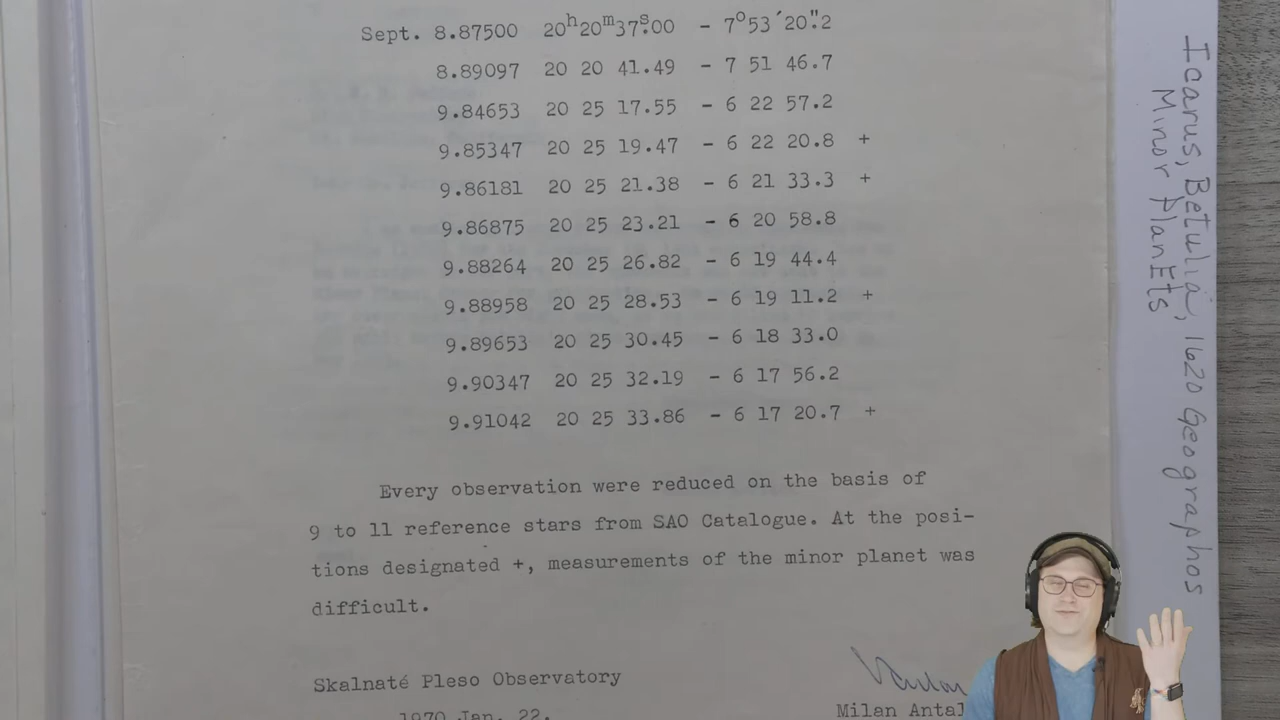 Sept. 8.87500 20ʰ20ᵐ37ˢ.00 - 7°53′20″.2
8.89097 20 20 41.49 - 7 51 46.7
9.84653 20 25 17.55 - 6 22 57.2
9.85347 20 25 19.47 - 6 22 20.8 +
9.86181 20 25 21.38 - 6 21 33.3 +
9.86875 20 25 23.21 - 6 20 58.8
9.88264 20 25 26.82 - 6 19 44.4
9.88958 20 25 28.53 - 6 19 11.2 +
9.89653 20 25 30.45 - 6 18 33.0
9.90347 20 25 32.19 - 6 17 56.2
9.91042 20 25 33.86 - 6 17 20.7 +
Every observation were reduced on the basis of
9 to 11 reference stars from SAO Catalogue. At the posi-
tions designated +, measurements of the minor planet was
difficult.
Skalnaté Pleso Observatory
1970 Jan. 22.
Milan Antal
Icarus, Betulia, 1620 Geographos
Minor PlanEts